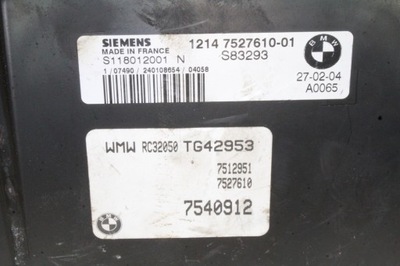 SIEMENS 1214 7527610-01 BMW
MADE IN FRANCE
S118012001 N S83293
27-02-04
1 / 07490 / 240108654 / 04058 A0065
WMW RC32050 TG42953
7512951
7527610
7540912